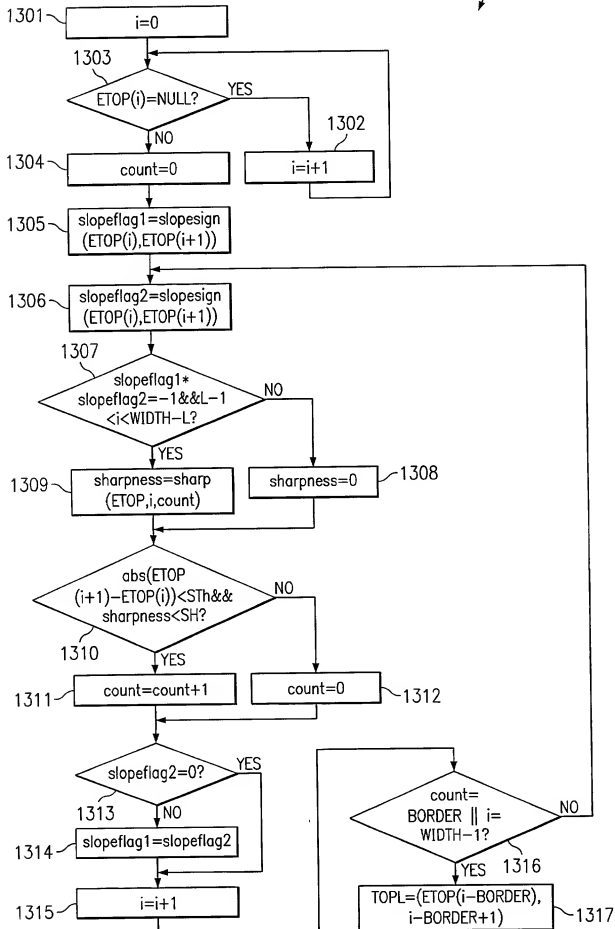 1301
i=0
1303
ETOP(i)=NULL?
YES
NO
1302
i=i+1
1304
count=0
1305
slopeflag1=slopesign
(ETOP(i),ETOP(i+1))
1306
slopeflag2=slopesign
(ETOP(i),ETOP(i+1))
1307
slopeflag1*
slopeflag2=-1&&L-1
<i<WIDTH-L?
NO
YES
1309
sharpness=sharp
(ETOP,i,count)
sharpness=0
1308
abs(ETOP
(i+1)-ETOP(i))<STh&&
sharpness<SH?
NO
1310
YES
1311
count=count+1
count=0
1312
slopeflag2=0?
YES
1313
NO
1314
slopeflag1=slopeflag2
1315
i=i+1
count=
BORDER || i=
WIDTH-1?
NO
1316
YES
TOPL=(ETOP(i-BORDER),
i-BORDER+1)
1317